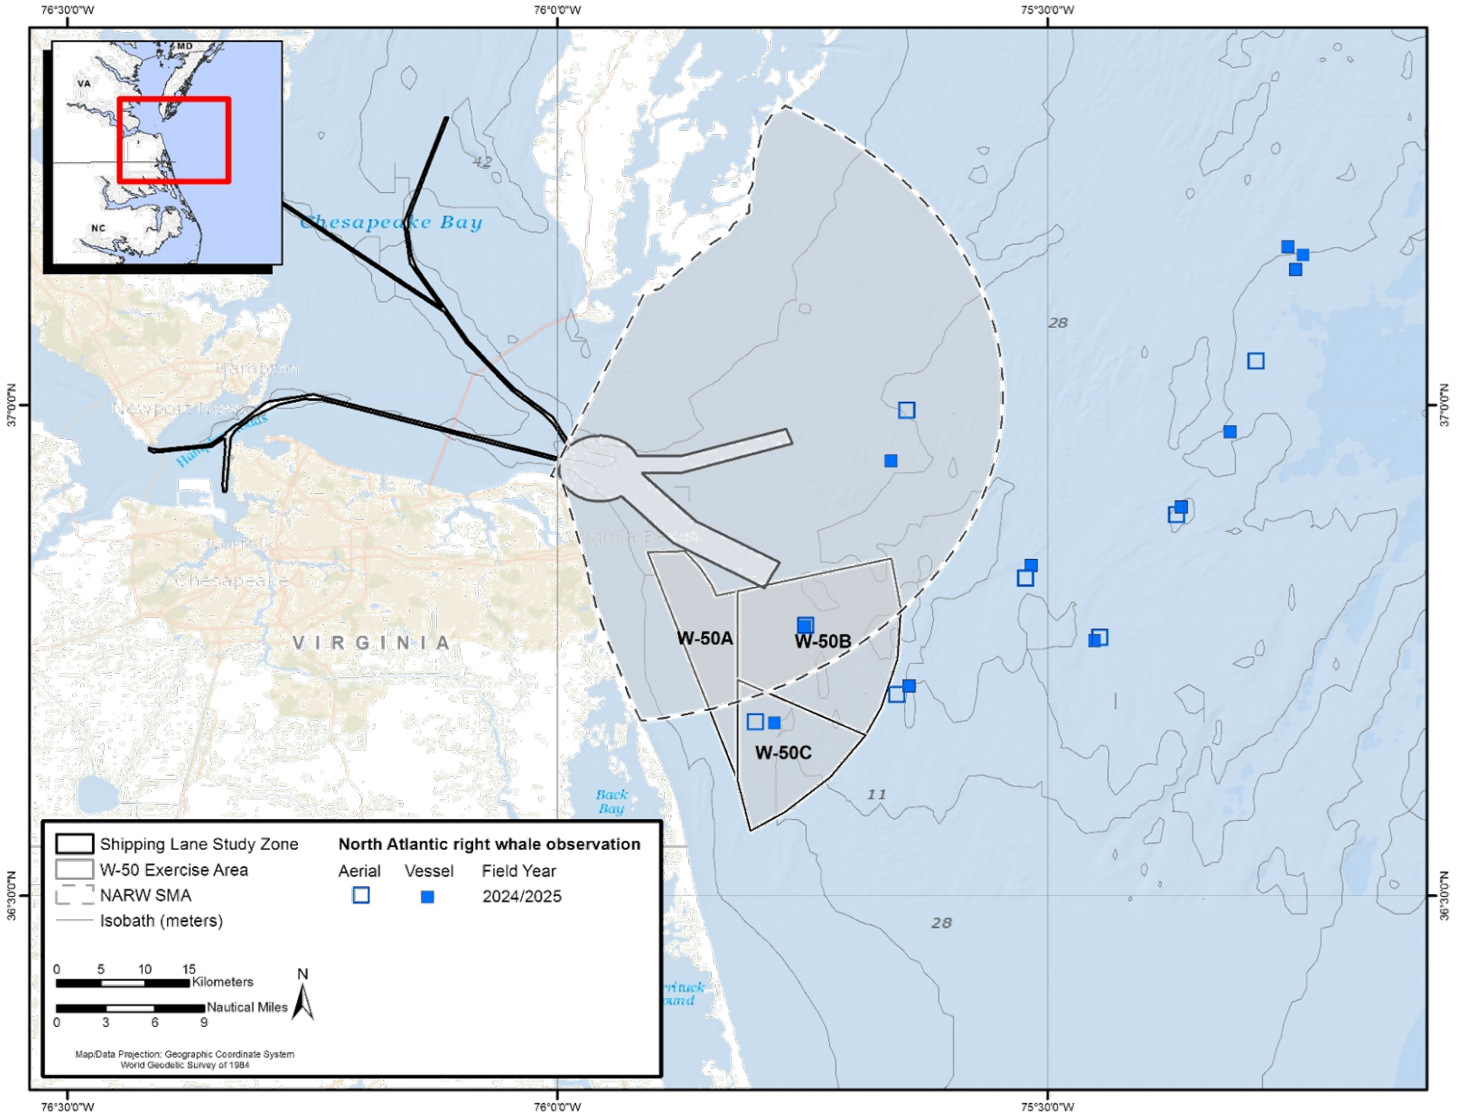 76°30'0"W 76°0'0"W 75°30'0"W
MD
VA
NC
42
Chesapeake Bay
28
37°0'0"N 37°0'0"N
Hampton
Newport News
Norfolk
Chesapeake
VIRGINIA
W-50A
W-50B
W-50C
11
Back
Bay
28
36°30'0"N 36°30'0"N
rrituck
ound
Shipping Lane Study Zone
W-50 Exercise Area
NARW SMA
Isobath (meters)
North Atlantic right whale observation
Aerial Vessel Field Year
2024/2025
0 5 10 15
Kilometers
Nautical Miles
0 3 6 9
N
Map/Data Projection: Geographic Coordinate System
World Geodetic Survey of 1984
76°30'0"W 76°0'0"W 75°30'0"W